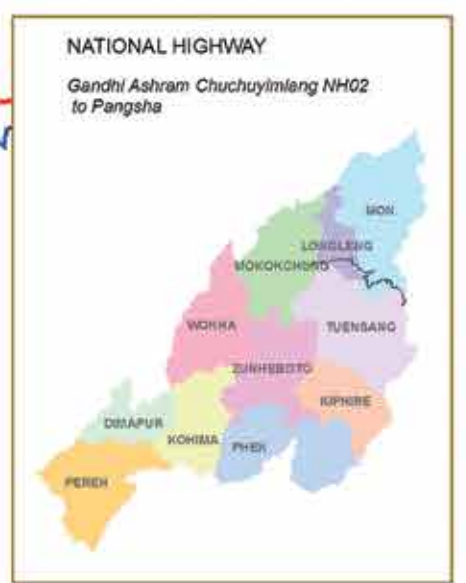 NATIONAL HIGHWAY
Gandhi Ashram Chuchuyimlang NH02
to Pangsha
MON
LONGLENG
MOKOKCHUNG
WOKHA
TUENSANG
ZUNHEBOTO
KIPHIRE
DIMAPUR
KOHIMA
PHEK
PEREN